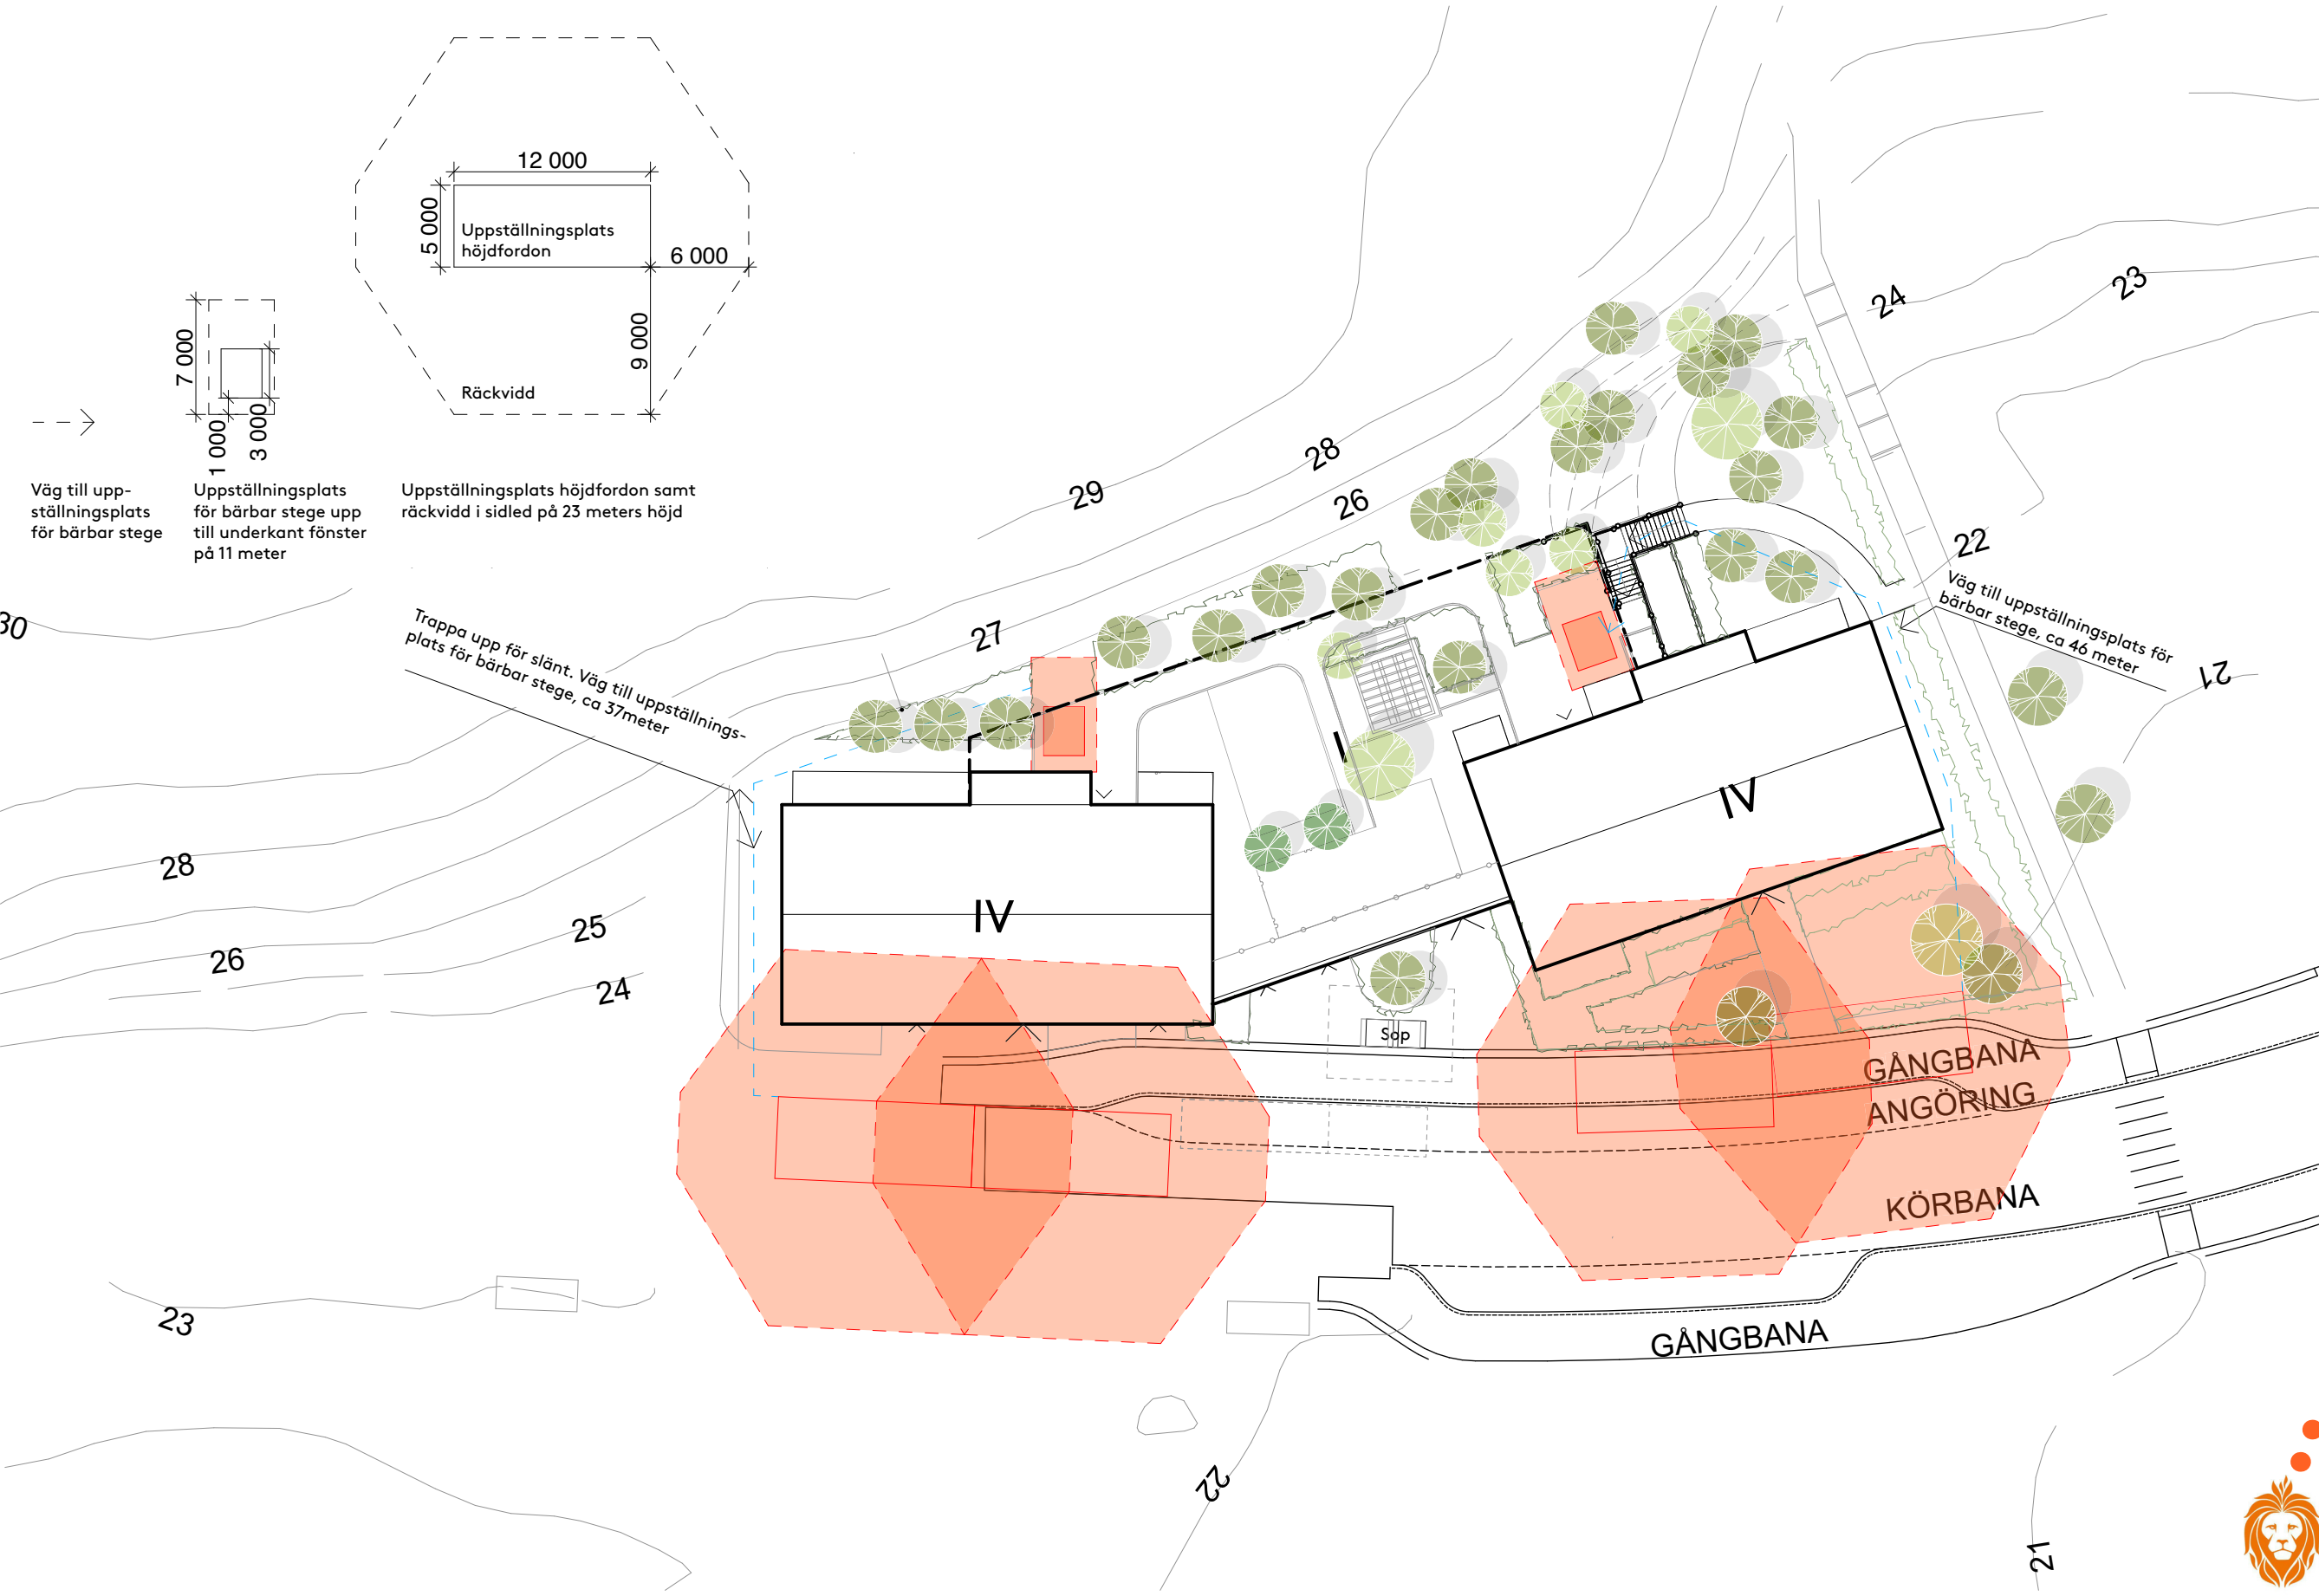 12 000
5 000
Uppställningsplats
höjdfordon
6 000
9 000
Räckvidd
7 000
1 000
3 000
Väg till upp-
ställningsplats
för bärbar stege
Uppställningsplats
för bärbar stege upp
till underkant fönster
på 11 meter
Uppställningsplats höjdfordon samt
räckvidd i sidled på 23 meters höjd
24
23
28
29
26
22
Väg till uppställningsplats för
bärbar stege, ca 46 meter
21
30
Trappa upp för slänt. Väg till uppställnings-
plats för bärbar stege, ca 37meter
27
I
IV
IV
28
25
26
24
Sop
GÅNGBANA
ANGÖRING
KÖRBANA
GÅNGBANA
23
22
21